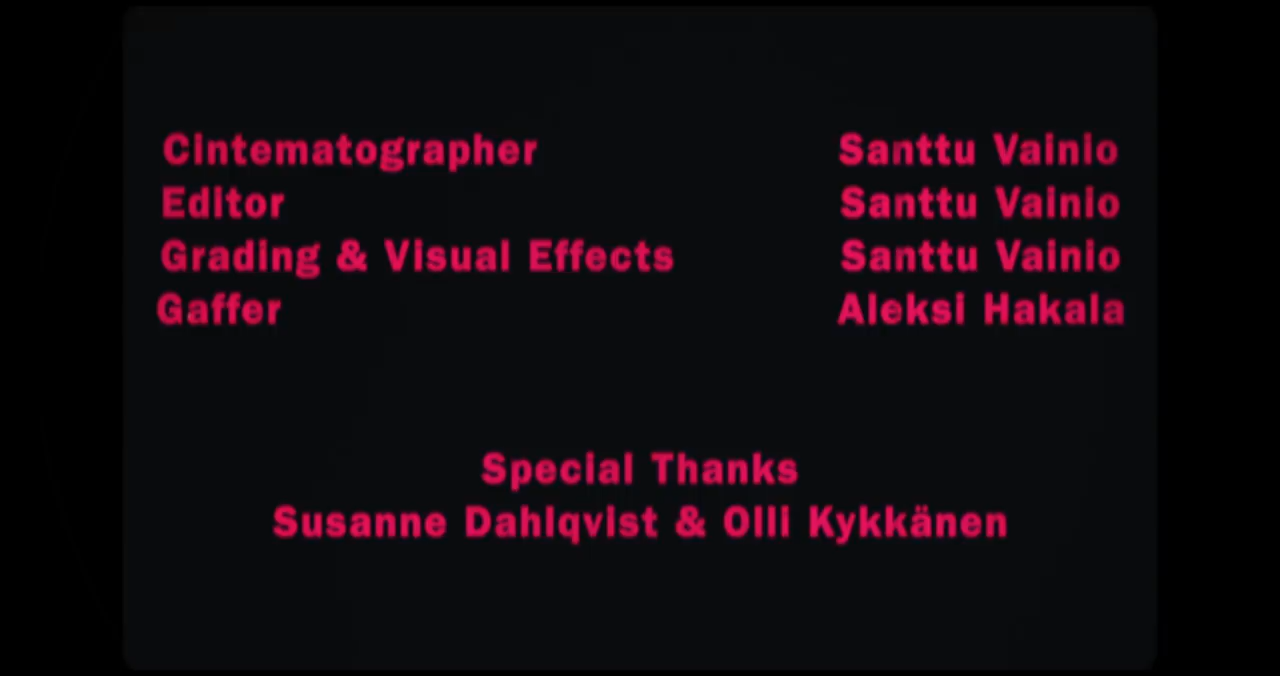 Cintematographer Santtu Vainio
Editor Santtu Vainio
Grading & Visual Effects Santtu Vainio
Gaffer Aleksi Hakala
Special Thanks
Susanne Dahlqvist & Olli Kykkänen